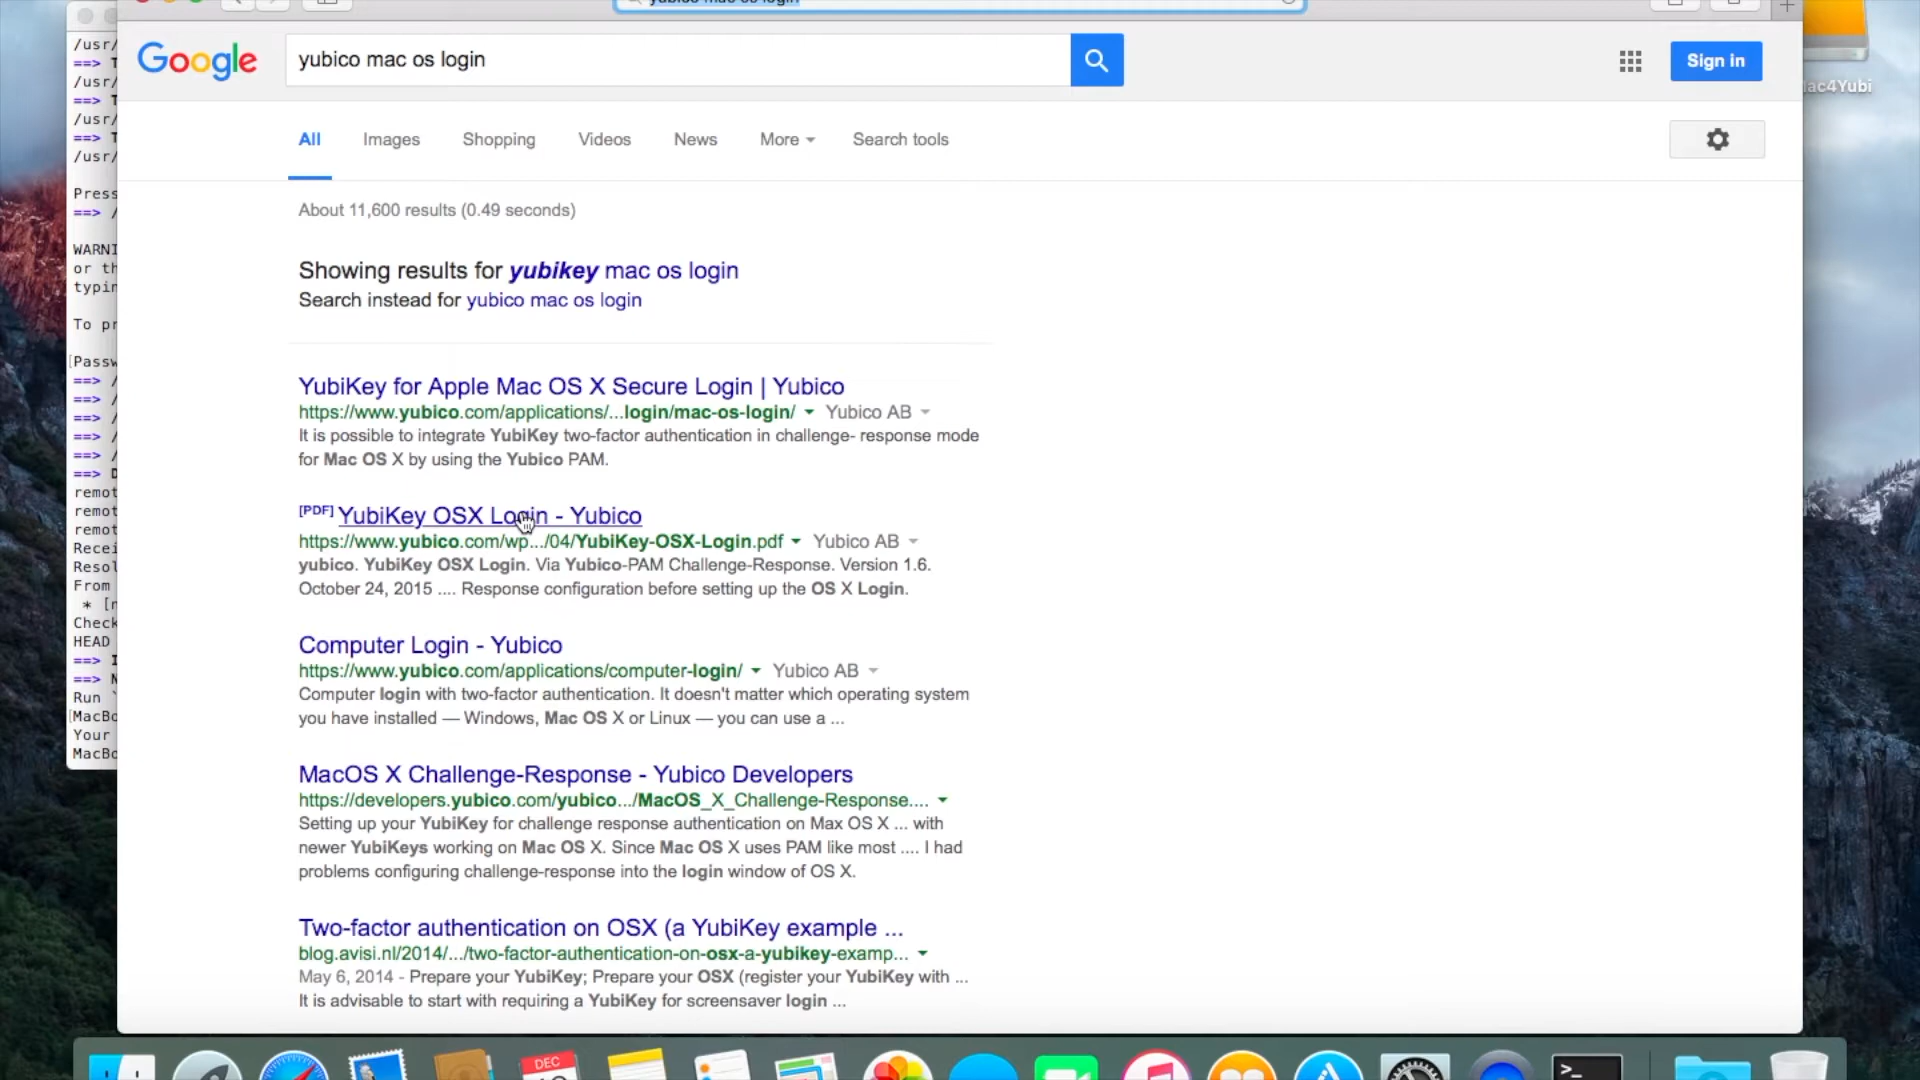 yubico mac os login
Google
yubico mac os login
Sign in
All Images Shopping Videos News More Search tools
About 11,600 results (0.49 seconds)
Showing results for yubikey mac os login
Search instead for yubico mac os login
YubiKey for Apple Mac OS X Secure Login | Yubico
https://www.yubico.com/applications/...login/mac-os-login/ Yubico AB
It is possible to integrate YubiKey two-factor authentication in challenge- response mode
for Mac OS X by using the Yubico PAM.
[PDF] YubiKey OSX Login - Yubico
https://www.yubico.com/wp.../04/YubiKey-OSX-Login.pdf Yubico AB
yubico. YubiKey OSX Login. Via Yubico-PAM Challenge-Response. Version 1.6.
October 24, 2015 .... Response configuration before setting up the OS X Login.
Computer Login - Yubico
https://www.yubico.com/applications/computer-login/ Yubico AB
Computer login with two-factor authentication. It doesn't matter which operating system
you have installed — Windows, Mac OS X or Linux — you can use a ...
MacOS X Challenge-Response - Yubico Developers
https://developers.yubico.com/yubico.../MacOS_X_Challenge-Response....
Setting up your YubiKey for challenge response authentication on Max OS X ... with
newer YubiKeys working on Mac OS X. Since Mac OS X uses PAM like most .... I had
problems configuring challenge-response into the login window of OS X.
Two-factor authentication on OSX (a YubiKey example ...
blog.avisi.nl/2014/.../two-factor-authentication-on-osx-a-yubikey-examp...
May 6, 2014 - Prepare your YubiKey; Prepare your OSX (register your YubiKey with ...
It is advisable to start with requiring a YubiKey for screensaver login ...
/usr/
==> T
/usr/
==> T
/usr/
==> T
/usr/
Press
==> /
WARNI
or th
typin
To pr
Passw
==> /
==> /
==> /
==> /
==> /
==> D
remot
remot
remot
Recei
Resol
From
* [n
Check
HEAD
==> I
==> N
Run `
MacBo
Your
MacBo
ac4Yubi
DEC
>_